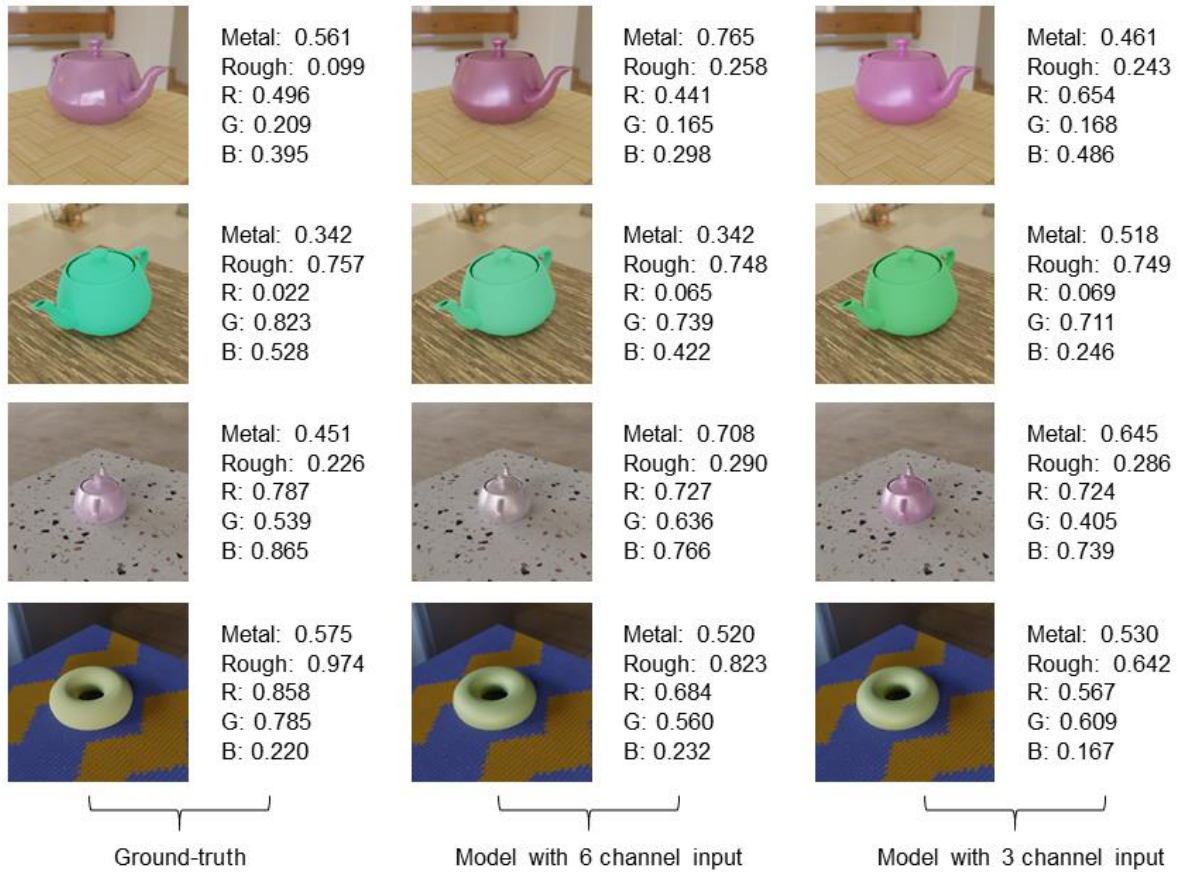 Metal: 0.561
Rough: 0.099
R: 0.496
G: 0.209
B: 0.395
Metal: 0.765
Rough: 0.258
R: 0.441
G: 0.165
B: 0.298
Metal: 0.461
Rough: 0.243
R: 0.654
G: 0.168
B: 0.486
Metal: 0.342
Rough: 0.757
R: 0.022
G: 0.823
B: 0.528
Metal: 0.342
Rough: 0.748
R: 0.065
G: 0.739
B: 0.422
Metal: 0.518
Rough: 0.749
R: 0.069
G: 0.711
B: 0.246
Metal: 0.451
Rough: 0.226
R: 0.787
G: 0.539
B: 0.865
Metal: 0.708
Rough: 0.290
R: 0.727
G: 0.636
B: 0.766
Metal: 0.645
Rough: 0.286
R: 0.724
G: 0.405
B: 0.739
Metal: 0.575
Rough: 0.974
R: 0.858
G: 0.785
B: 0.220
Metal: 0.520
Rough: 0.823
R: 0.684
G: 0.560
B: 0.232
Metal: 0.530
Rough: 0.642
R: 0.567
G: 0.609
B: 0.167
Ground-truth
Model with 6 channel input
Model with 3 channel input